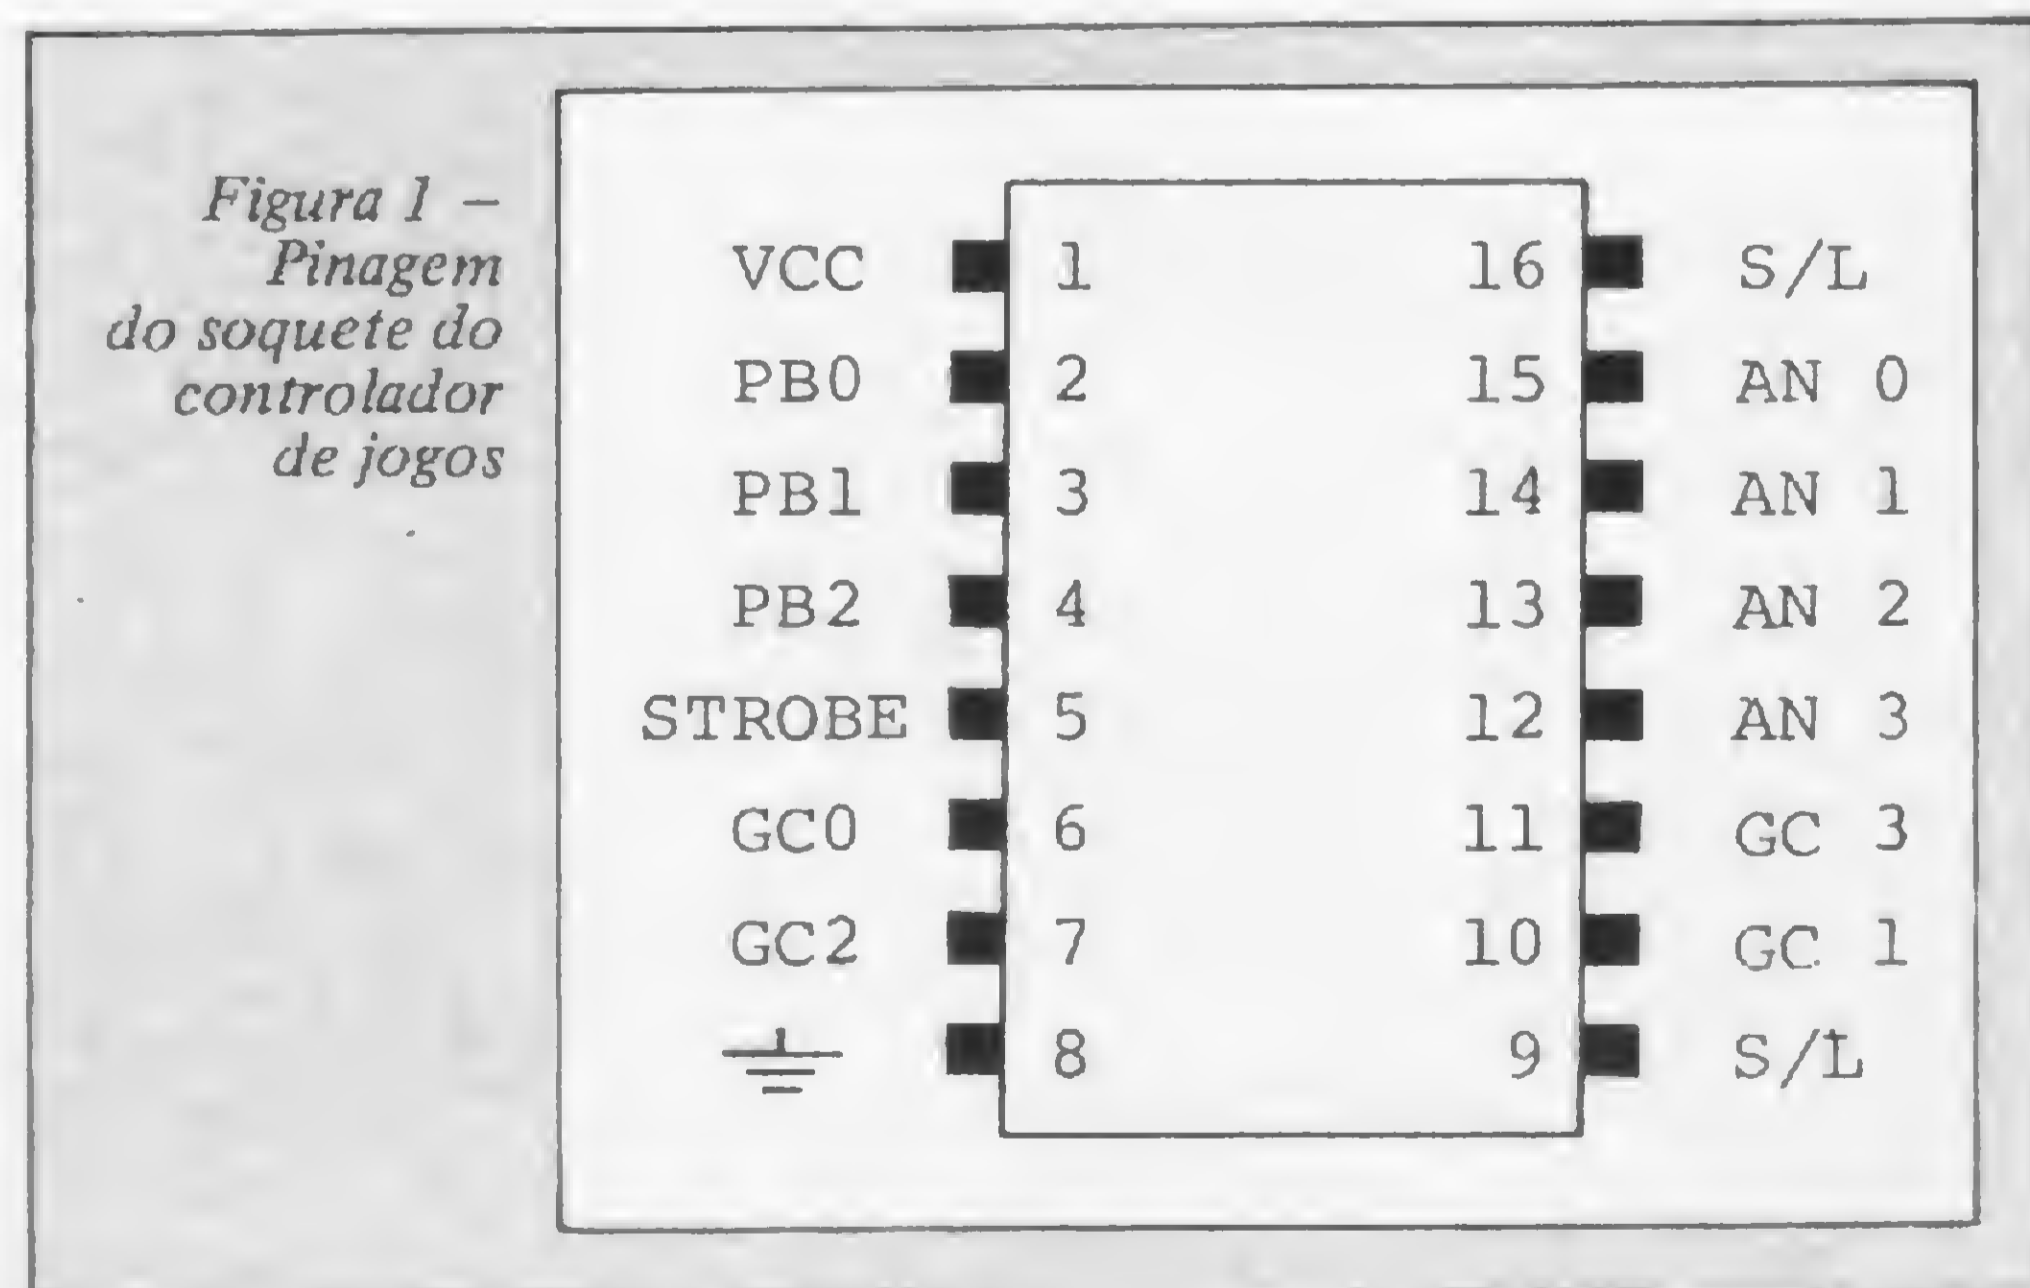 Figura 1 –
Pinagem
do soquete do
controlador
de jogos
VCC 1 16 S/L
PB0 2 15 AN 0
PB1 3 14 AN 1
PB2 4 13 AN 2
STROBE 5 12 AN 3
GC0 6 11 GC 3
GC2 7 10 GC 1
8 9 S/L